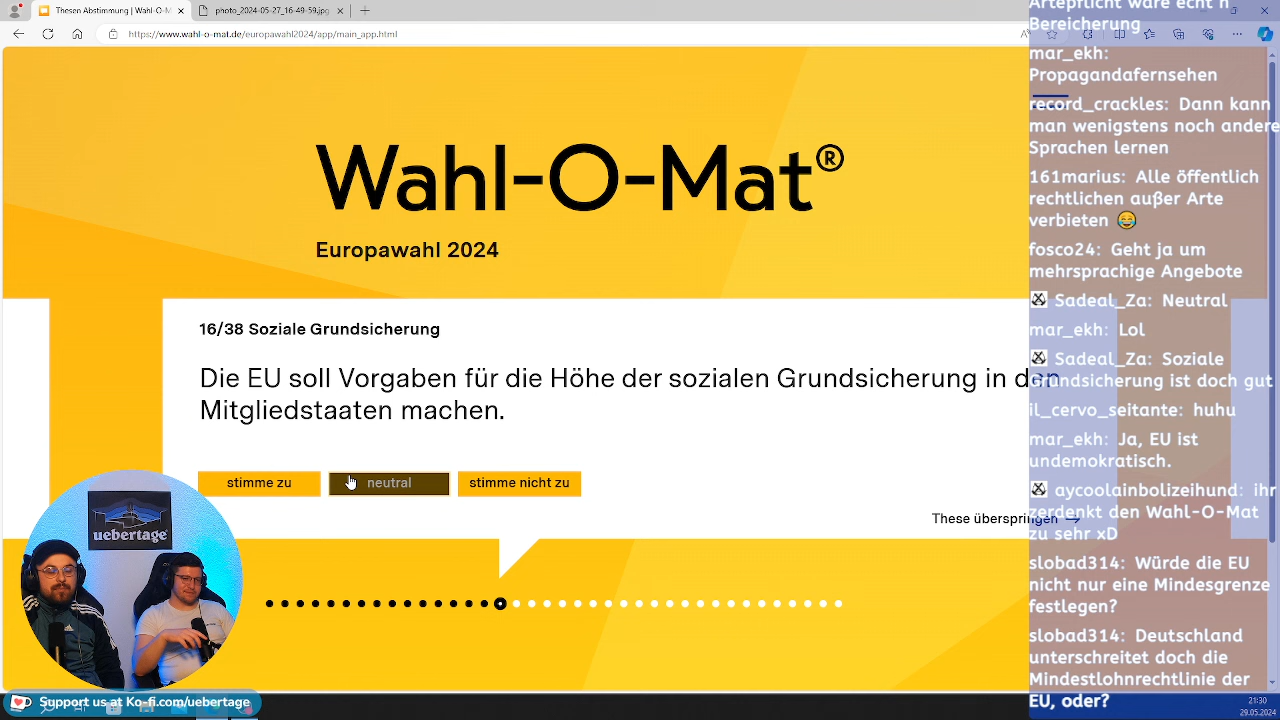 Thesen Abstimmung | Wahl-O-M
photo_2024-05-27_16-49-59.jpg
https://www.wahl-o-mat.de/europawahl2024/app/main_app.html
Wahl-O-Mat®
Europawahl 2024
16/38 Soziale Grundsicherung
Die EU soll Vorgaben für die Höhe der sozialen Grundsicherung in den
Mitgliedstaaten machen.
stimme zu
neutral
stimme nicht zu
These überspringen →
uebertage
Support us at Ko-fi.com/uebertage
Artepflicht wäre echt n
Bereicherung
mar_ekh:
Propagandafernsehen
record_crackles: Dann kann
man wenigstens noch andere
Sprachen lernen
161marius: Alle öffentlich
rechtlichen außer Arte
verbieten 😂
fosco24: Geht ja um
mehrsprachige Angebote
Sadeal_Za: Neutral
mar_ekh: Lol
Sadeal_Za: Soziale
Grundsicherung ist doch gut
il_cervo_seitante: huhu
mar_ekh: Ja, EU ist
undemokratisch.
aycoolainbolizeihund: ihr
zerdenkt den Wahl-O-Mat
zu sehr xD
slobad314: Würde die EU
nicht nur eine Mindesgrenze
festlegen?
slobad314: Deutschland
unterschreitet doch die
Mindestlohnrechtlinie der
EU, oder?
21:30
29.05.2024